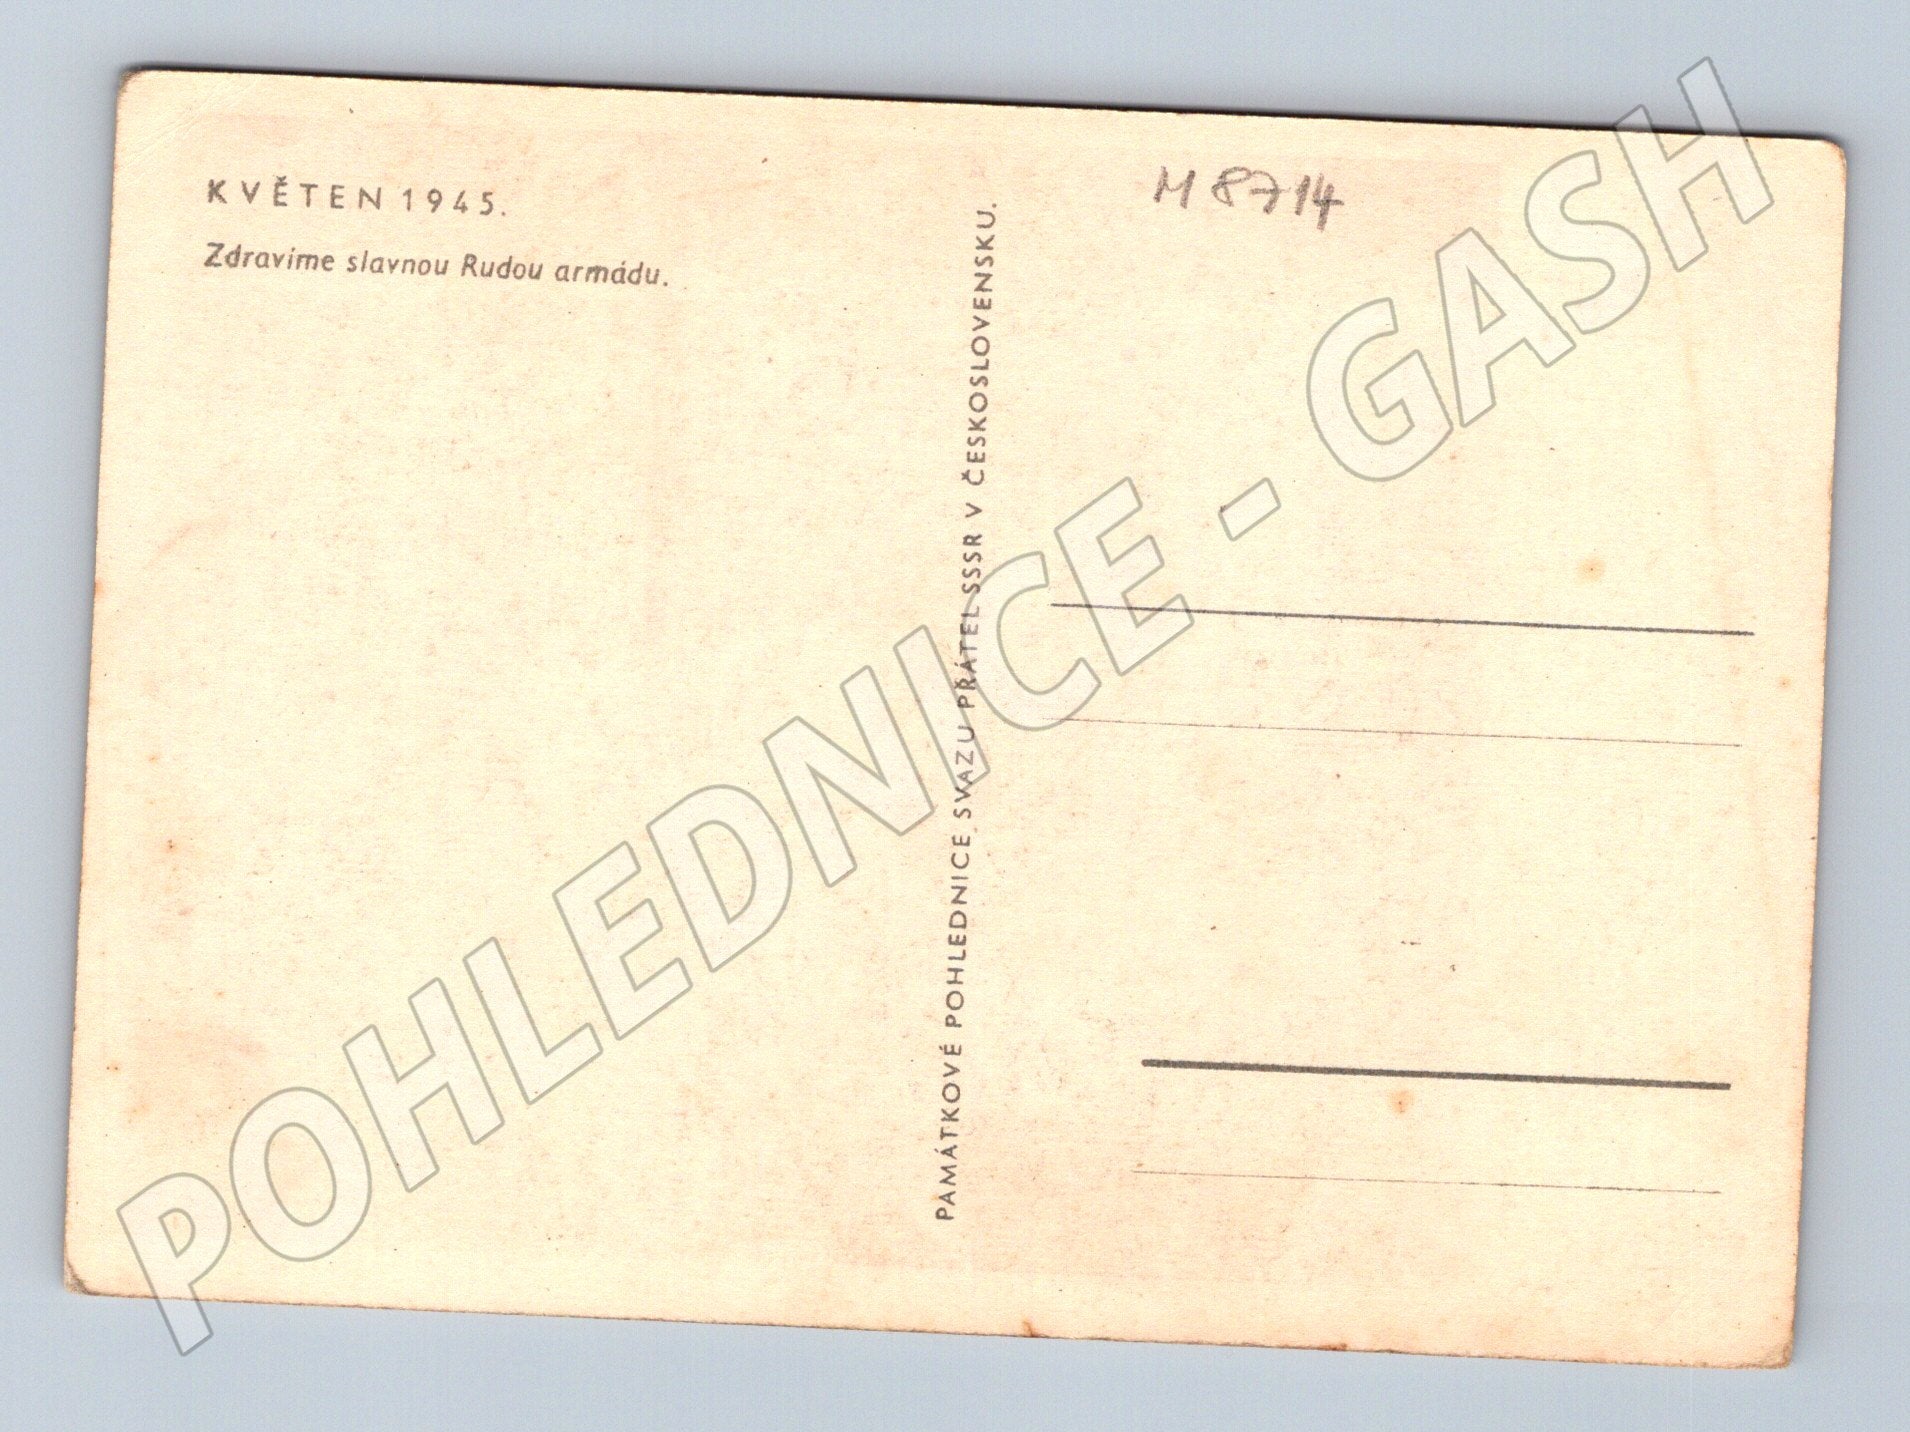 KVĚTEN 1945.
Zdravíme slavnou Rudou armádu.
M 8714
PAMÁTKOVÉ POHLEDNICE SVAZU PŘÁTEL SSSR V ČESKOSLOVENSKU.
POHLEDNICE - GASH